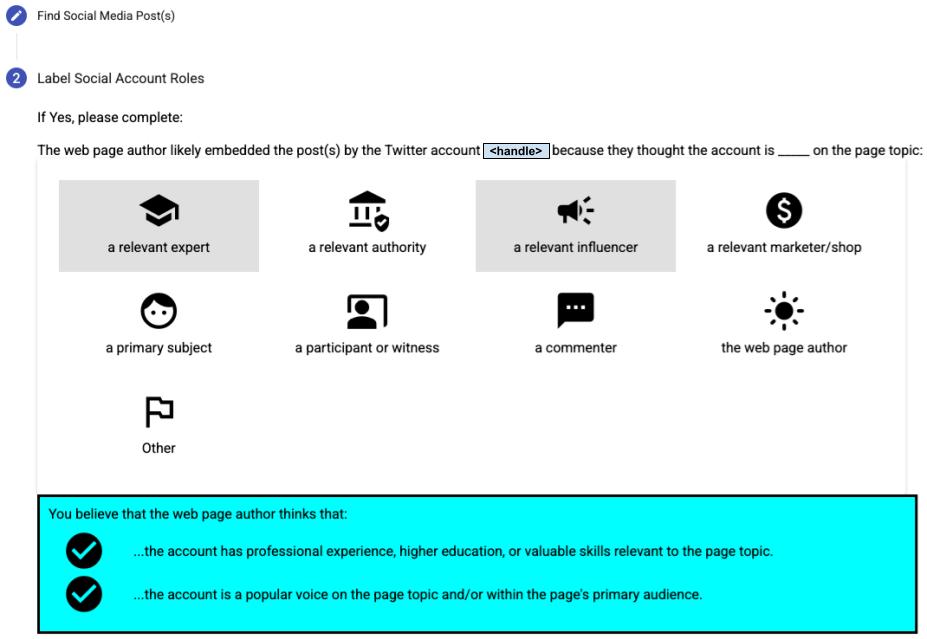 Find Social Media Post(s)
2 Label Social Account Roles
If Yes, please complete:
The web page author likely embedded the post(s) by the Twitter account <handle> because they thought the account is _____ on the page topic:
a relevant expert
a relevant authority
a relevant influencer
a relevant marketer/shop
a primary subject
a participant or witness
a commenter
the web page author
Other
You believe that the web page author thinks that:
...the account has professional experience, higher education, or valuable skills relevant to the page topic.
...the account is a popular voice on the page topic and/or within the page's primary audience.